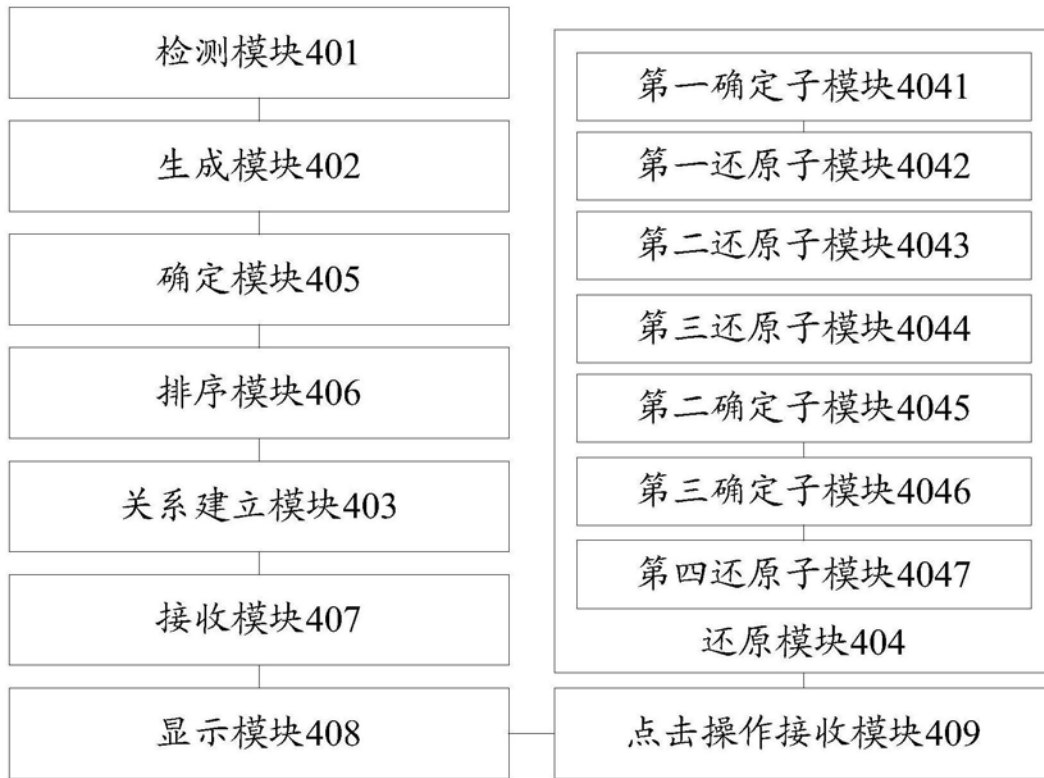 检测模块401
生成模块402
确定模块405
排序模块406
关系建立模块403
接收模块407
显示模块408
第一确定子模块4041
第一还原子模块4042
第二还原子模块4043
第三还原子模块4044
第二确定子模块4045
第三确定子模块4046
第四还原子模块4047
还原模块404
点击操作接收模块409